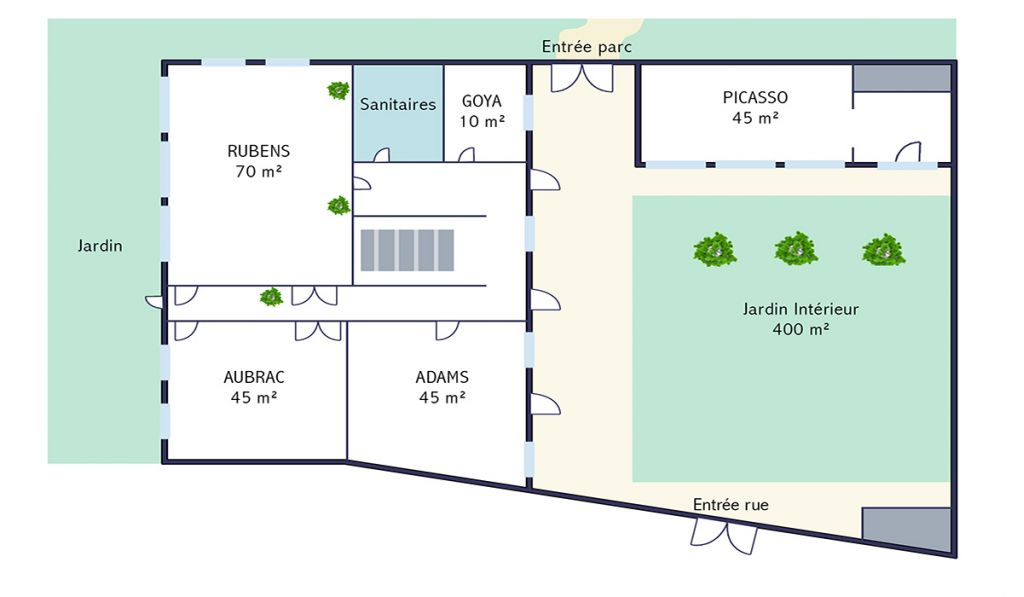 Entrée parc
PICASSO
45 m²
Sanitaires
GOYA
10 m²
RUBENS
70 m²
Jardin
Jardin Intérieur
400 m²
AUBRAC
45 m²
ADAMS
45 m²
Entrée rue